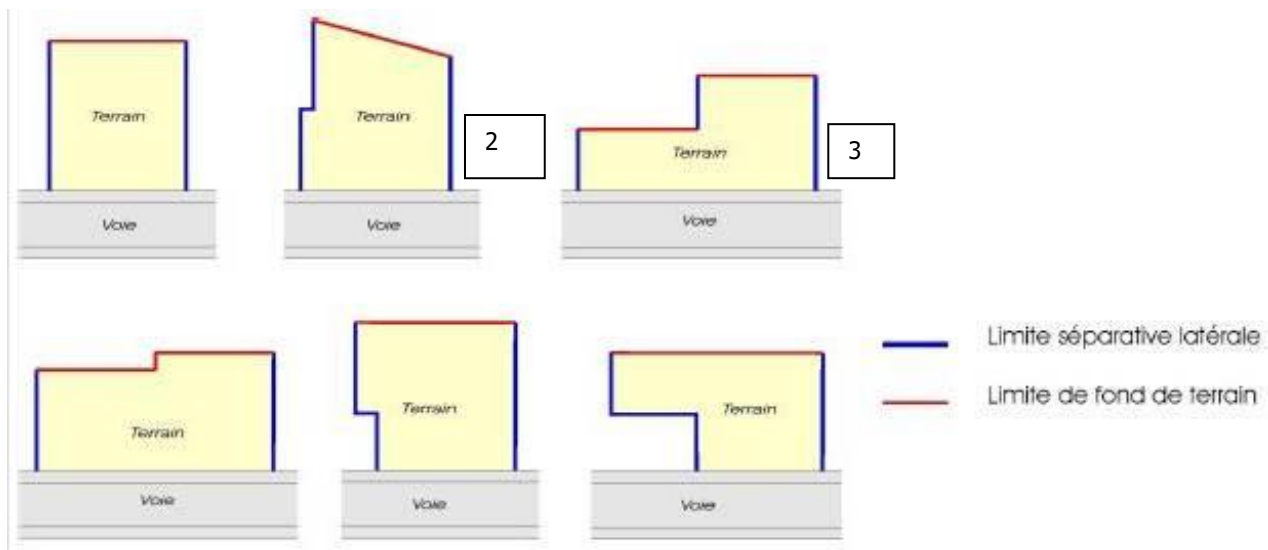 Terrain
Voie
Terrain
2
Voie
Terrain
3
Voie
Terrain
Voie
Terrain
Voie
Terrain
Voie
Limite séparative latérale
Limite de fond de terrain